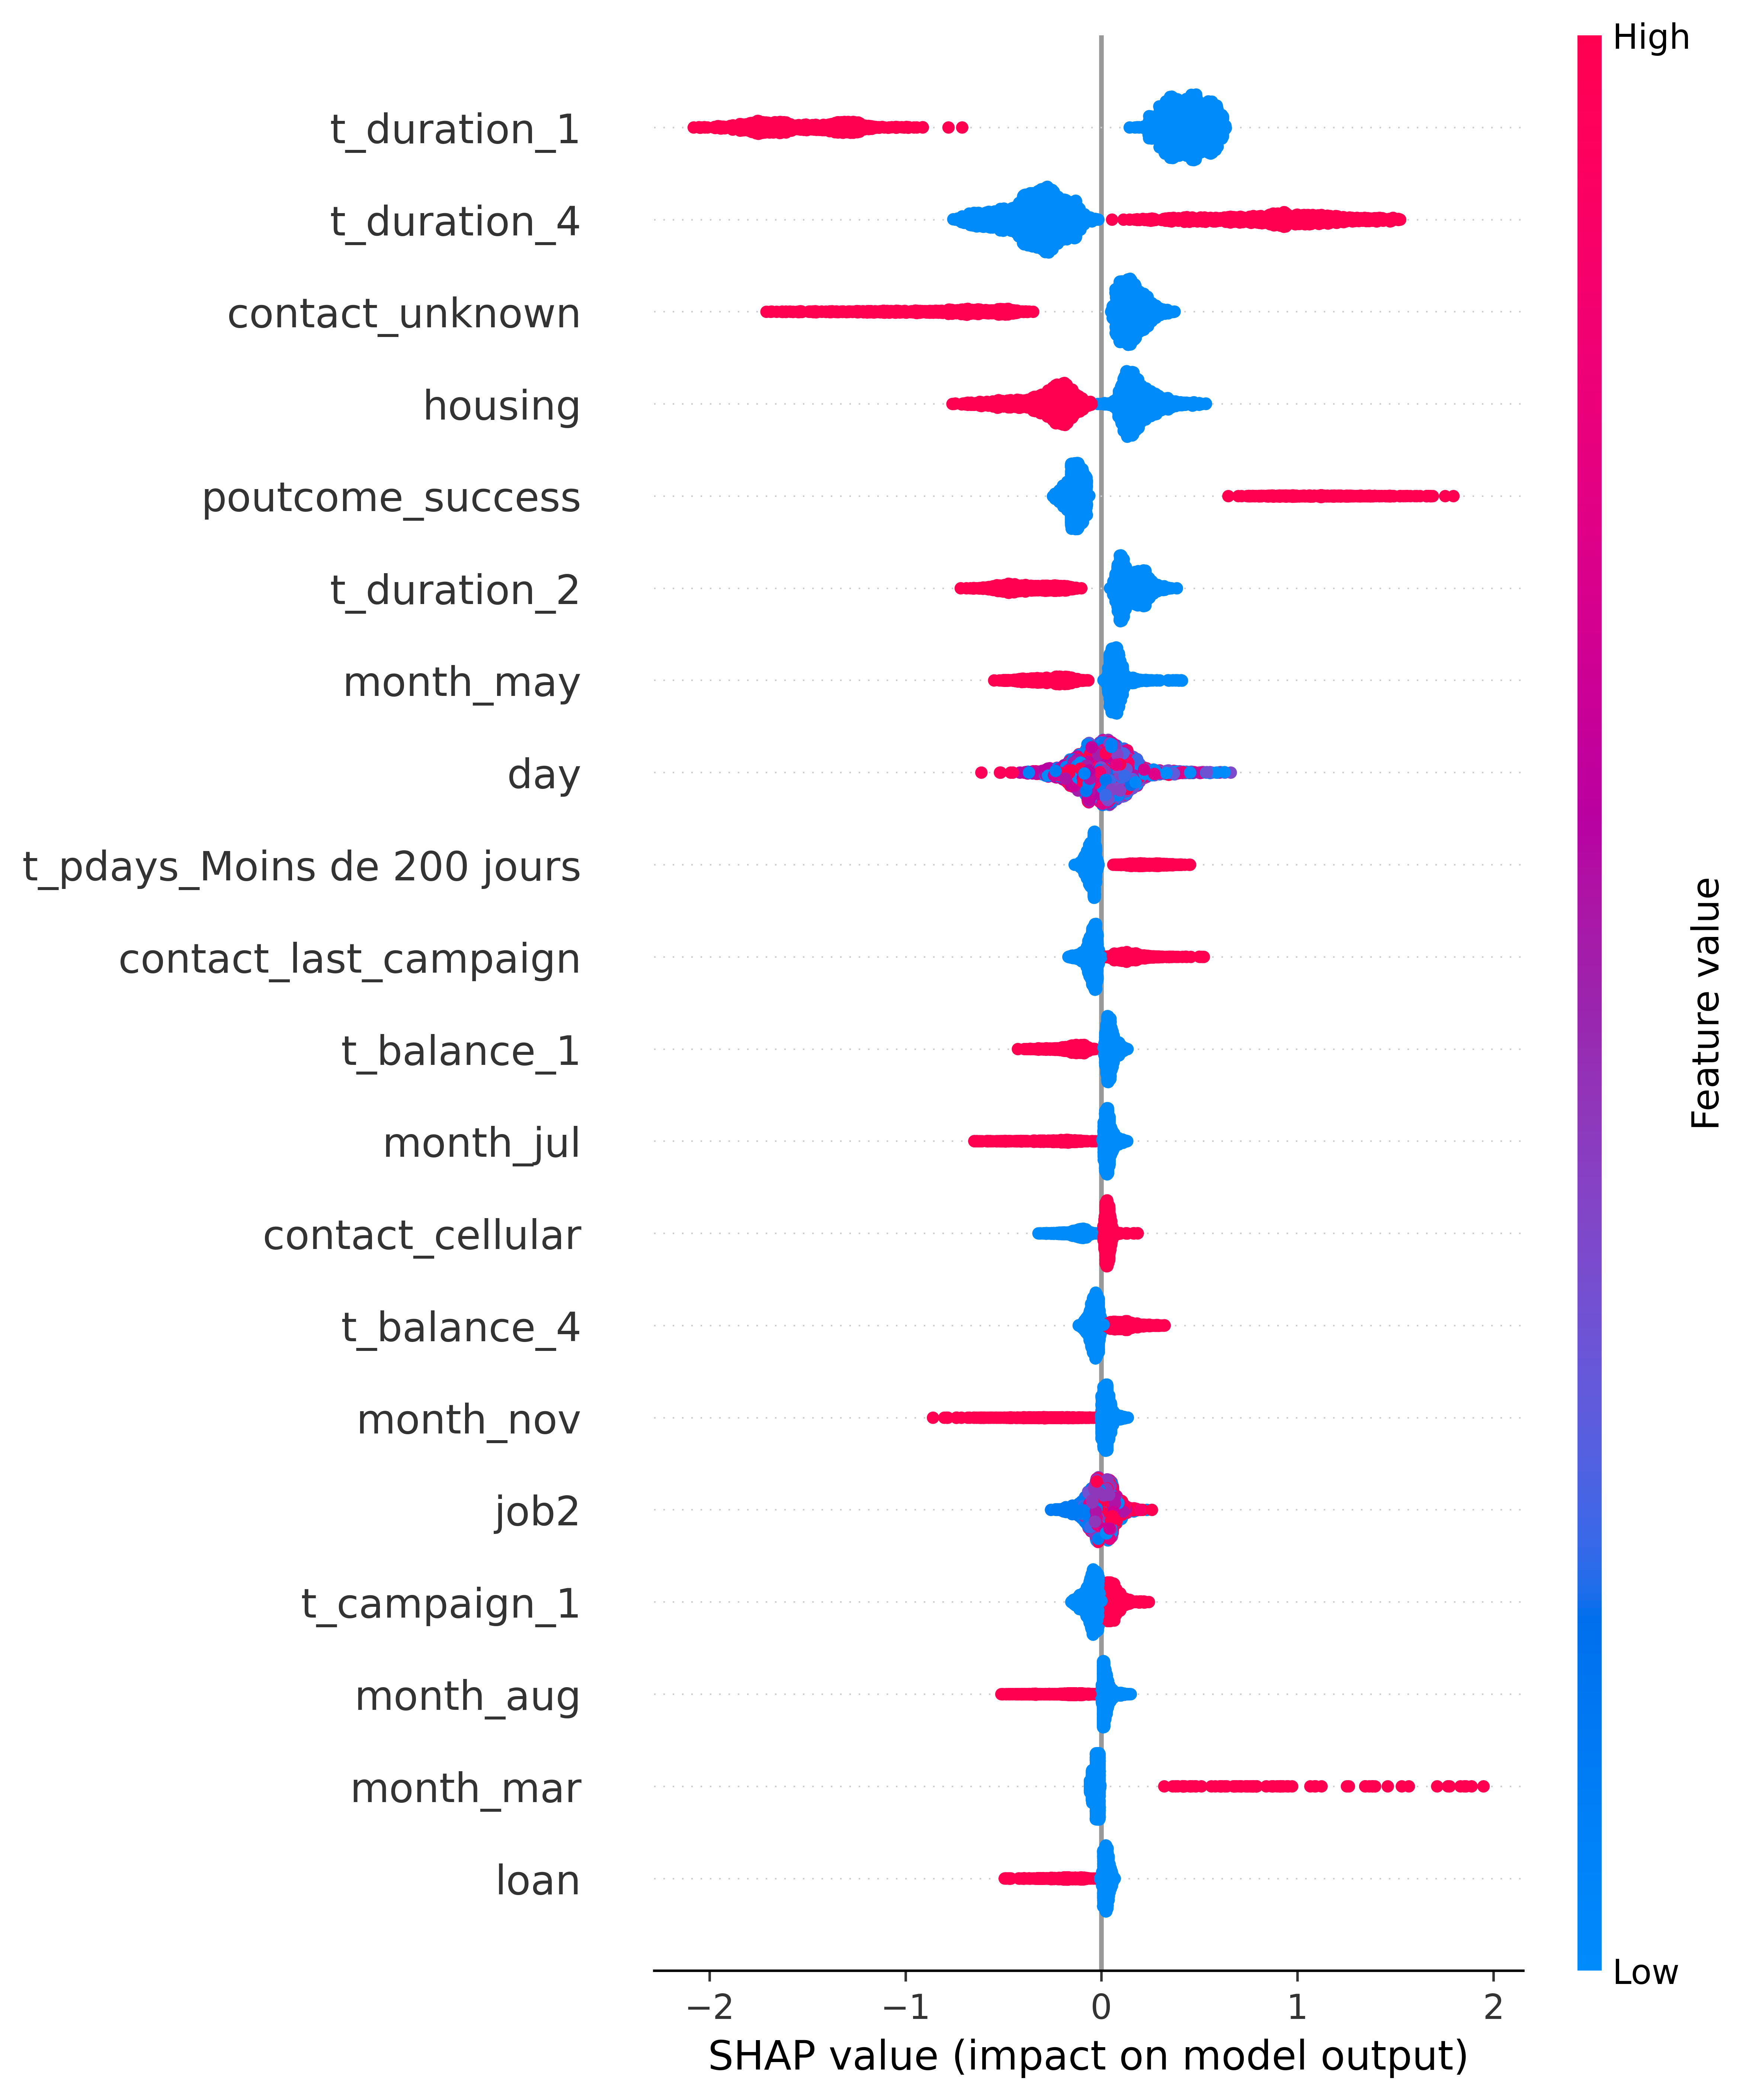 High
t_duration_1
t_duration_4
contact_unknown
housing
poutcome_success
t_duration_2
month_may
day
t_pdays_Moins de 200 jours
contact_last_campaign
t_balance_1
month_jul
contact_cellular
t_balance_4
month_nov
job2
t_campaign_1
month_aug
month_mar
loan
Feature value
Low
−2 −1 0 1 2
SHAP value (impact on model output)